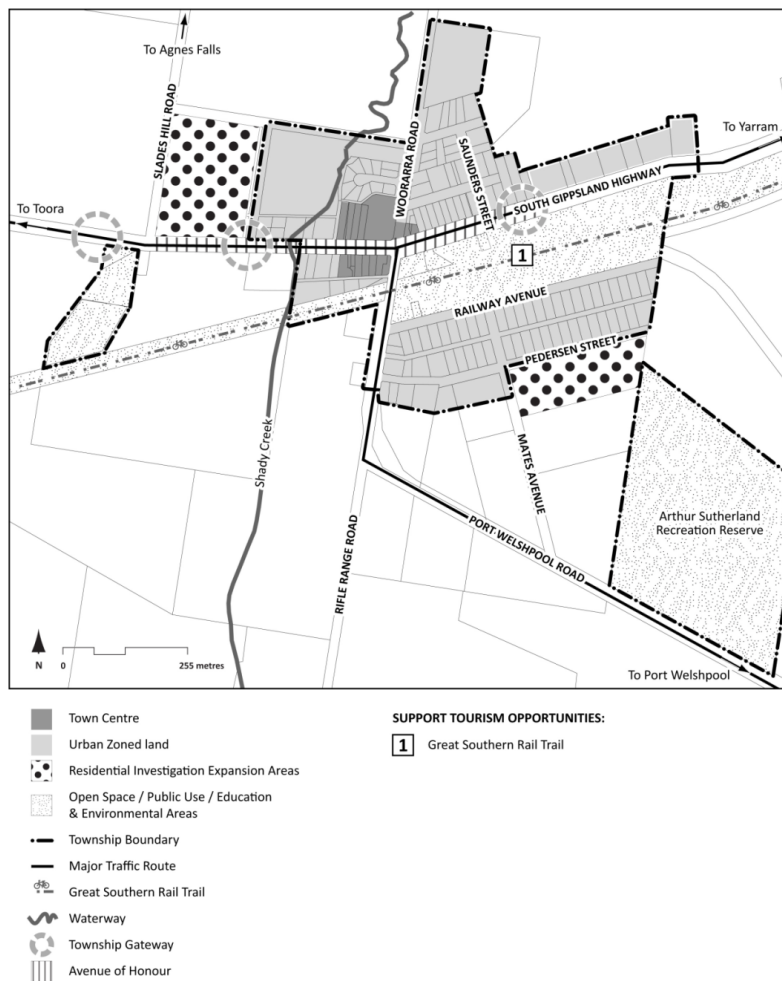 To Agnes Falls
To Yarram
SLADES HILL ROAD
WOORARRA ROAD
SAUNDERS STREET
To Toora
SOUTH GIPPSLAND HIGHWAY
1
RAILWAY AVENUE
PEDERSEN STREET
Shady Creek
MATES AVENUE
RIFLE RANGE ROAD
PORT WELSHPOOL ROAD
Arthur Sutherland
Recreation Reserve
N
0 255 metres
To Port Welshpool
Town Centre
Urban Zoned land
Residential Investigation Expansion Areas
Open Space / Public Use / Education
& Environmental Areas
Township Boundary
Major Traffic Route
Great Southern Rail Trail
Waterway
Township Gateway
Avenue of Honour
SUPPORT TOURISM OPPORTUNITIES:
1 Great Southern Rail Trail